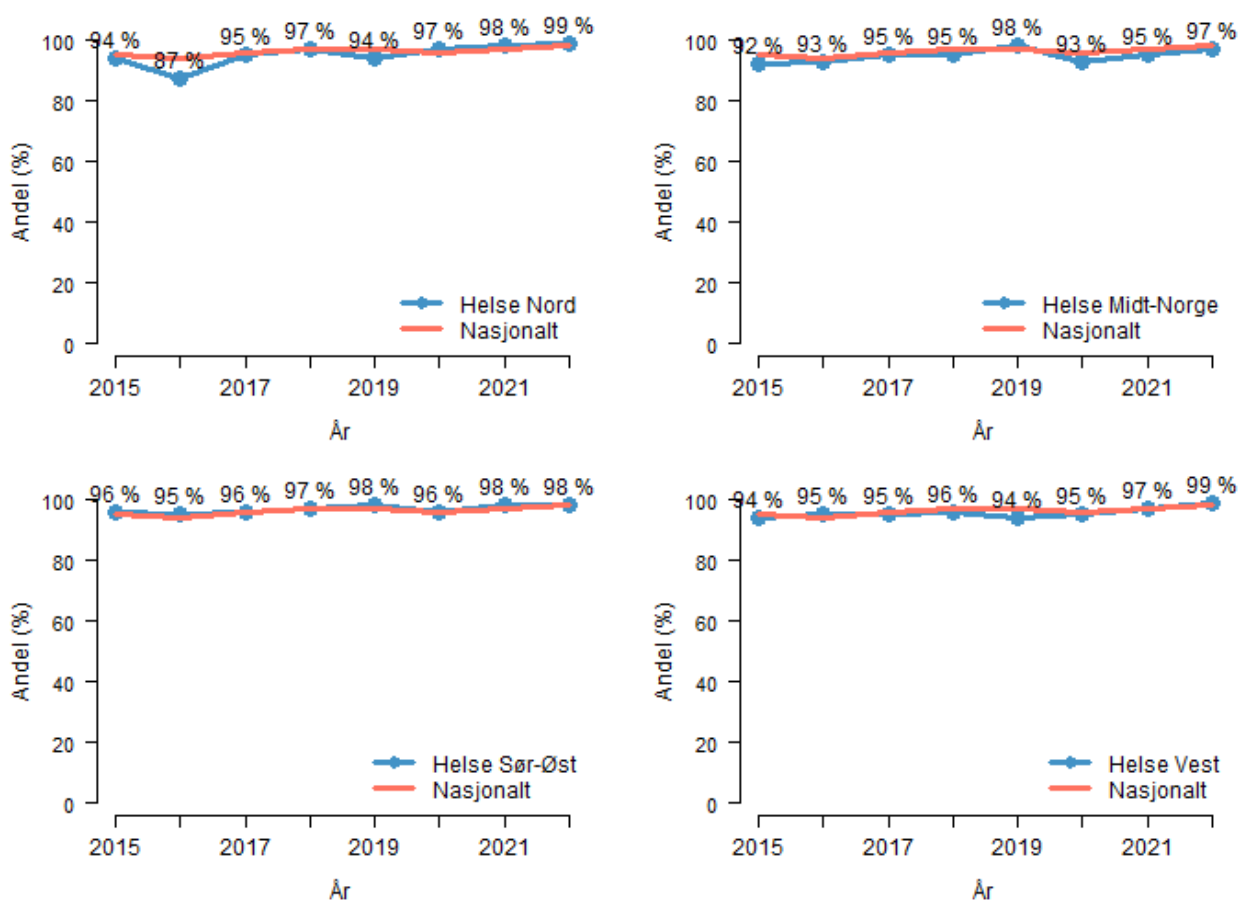 94 % 87 % 95 % 97 % 94 % 97 % 98 % 99 %
100
80
60
40
20
0
Andel (%)
Helse Nord
Nasjonalt
2015 2017 2019 2021
År
92 % 93 % 95 % 95 % 98 % 93 % 95 % 97 %
100
80
60
40
20
0
Andel (%)
Helse Midt-Norge
Nasjonalt
2015 2017 2019 2021
År
96 % 95 % 96 % 97 % 98 % 96 % 98 % 98 %
100
80
60
40
20
0
Andel (%)
Helse Sør-Øst
Nasjonalt
2015 2017 2019 2021
År
94 % 95 % 95 % 96 % 94 % 95 % 97 % 99 %
100
80
60
40
20
0
Andel (%)
Helse Vest
Nasjonalt
2015 2017 2019 2021
År